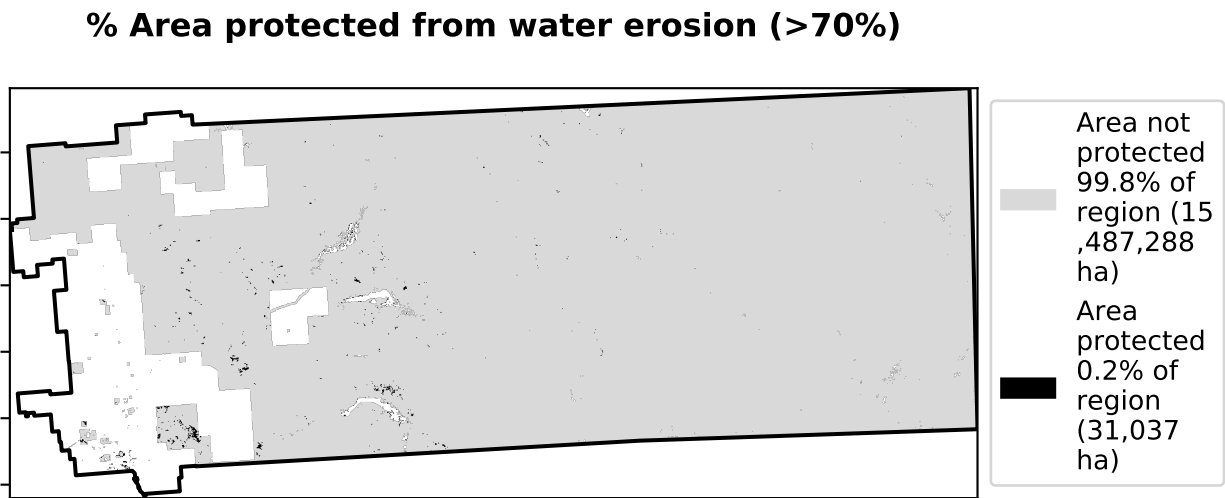 % Area protected from water erosion (>70%)
Area not
protected
99.8% of
region (15
,487,288
ha)
Area
protected
0.2% of
region
(31,037
ha)